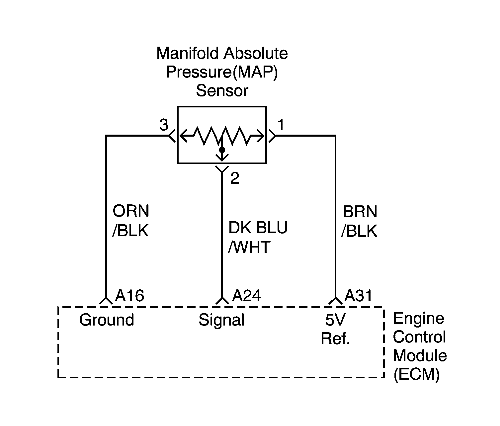 Manifold Absolute
Pressure(MAP)
Sensor
3
1
2
ORN
/BLK
DK BLU
/WHT
BRN
/BLK
A16
A24
A31
Ground
Signal
5V
Ref.
Engine
Control
Module
(ECM)